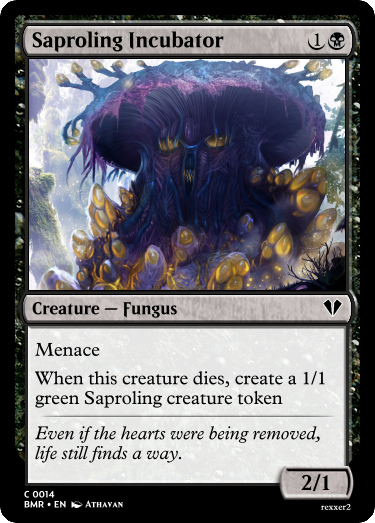 Saproling Incubator 1
Creature — Fungus
Menace
When this creature dies, create a 1/1
green Saproling creature token
Even if the hearts were being removed,
life still finds a way.
2/1
C 0014
BMR • EN Athavan
rexxer2